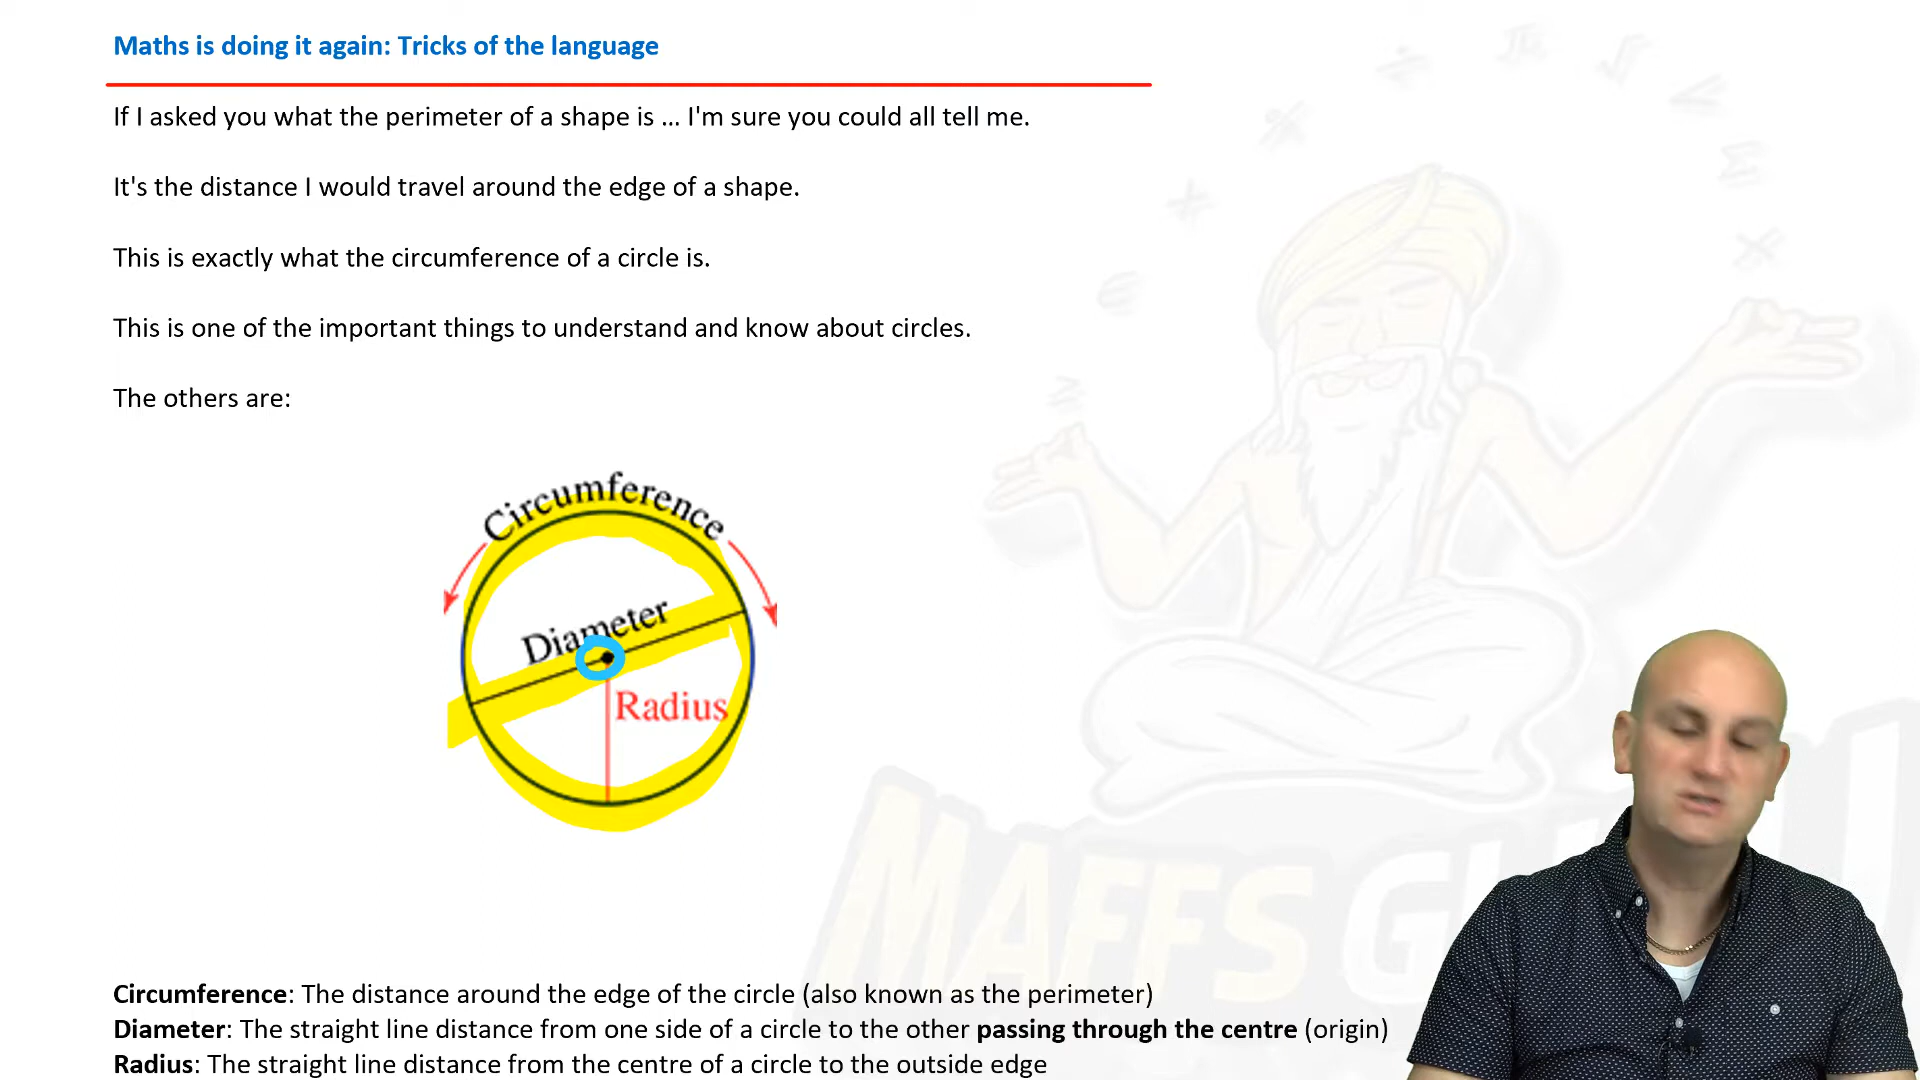 Maths is doing it again: Tricks of the language
If I asked you what the perimeter of a shape is ... I'm sure you could all tell me.
It's the distance I would travel around the edge of a shape.
This is exactly what the circumference of a circle is.
This is one of the important things to understand and know about circles.
The others are:
Circumference
Diameter
Radius
MAFFS G
Circumference: The distance around the edge of the circle (also known as the perimeter)
Diameter: The straight line distance from one side of a circle to the other passing through the centre (origin)
Radius: The straight line distance from the centre of a circle to the outside edge